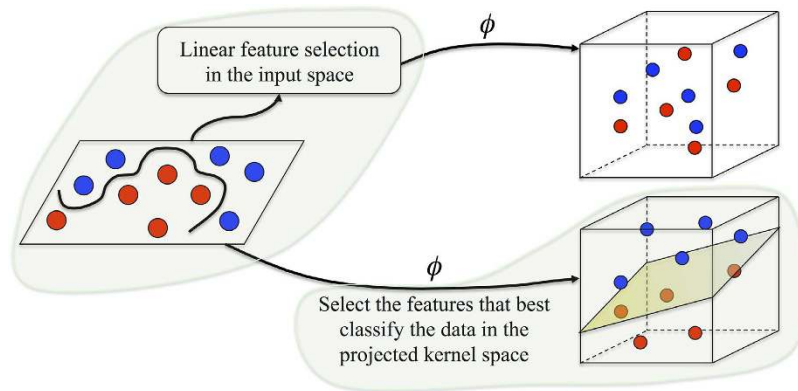 ϕ
Linear feature selection
in the input space
ϕ
Select the features that best
classify the data in the
projected kernel space